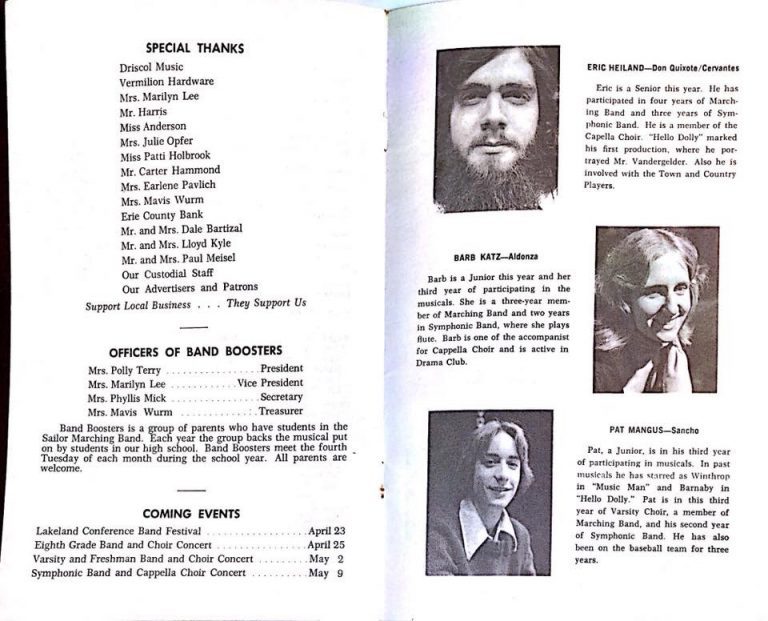 SPECIAL THANKS
Driscol Music
Vermilion Hardware
Mrs. Marilyn Lee
Mr. Harris
Miss Anderson
Mrs. Julie Opfer
Miss Patti Holbrook
Mr. Carter Hammond
Mrs. Earlene Pavlich
Mrs. Mavis Wurm
Erie County Bank
Mr. and Mrs. Dale Bartizal
Mr. and Mrs. Lloyd Kyle
Mr. and Mrs. Paul Meisel
Our Custodial Staff
Our Advertisers and Patrons
Support Local Business . . . They Support Us
OFFICERS OF BAND BOOSTERS
Mrs. Polly Terry . . . . . . . . . . . . . . . . President
Mrs. Marilyn Lee . . . . . . . . . . . Vice President
Mrs. Phyllis Mick . . . . . . . . . . . . . . . Secretary
Mrs. Mavis Wurm . . . . . . . . . . . . . . Treasurer
Band Boosters is a group of parents who have students in the
Sailor Marching Band. Each year the group backs the musical put
on by students in our high school. Band Boosters meet the fourth
Tuesday of each month during the school year. All parents are
welcome.
COMING EVENTS
Lakeland Conference Band Festival . . . . . . . . . . . . . . . . . April 23
Eighth Grade Band and Choir Concert . . . . . . . . . . . . . . . April 25
Varsity and Freshman Band and Choir Concert . . . . . . . . May 2
Symphonic Band and Cappella Choir Concert . . . . . . . . . May 9
ERIC HEILAND—Don Quixote/Cervantes
Eric is a Senior this year. He has
participated in four years of March-
ing Band and three years of Sym-
phonic Band. He is a member of the
Capella Choir. "Hello Dolly" marked
his first production, where he por-
trayed Mr. Vandergelder. Also he is
involved with the Town and Country
Players.
BARB KATZ—Aldonza
Barb is a Junior this year and her
third year of participating in the
musicals. She is a three-year mem-
ber of Marching Band and two years
in Symphonic Band, where she plays
flute. Barb is one of the accompanist
for Cappella Choir and is active in
Drama Club.
PAT MANGUS—Sancho
Pat, a Junior, is in his third year
of participating in musicals. In past
musicals he has starred as Winthrop
in "Music Man" and Barnaby in
"Hello Dolly." Pat is in this third
year of Varsity Choir, a member of
Marching Band, and his second year
of Symphonic Band. He has also
been on the baseball team for three
years.